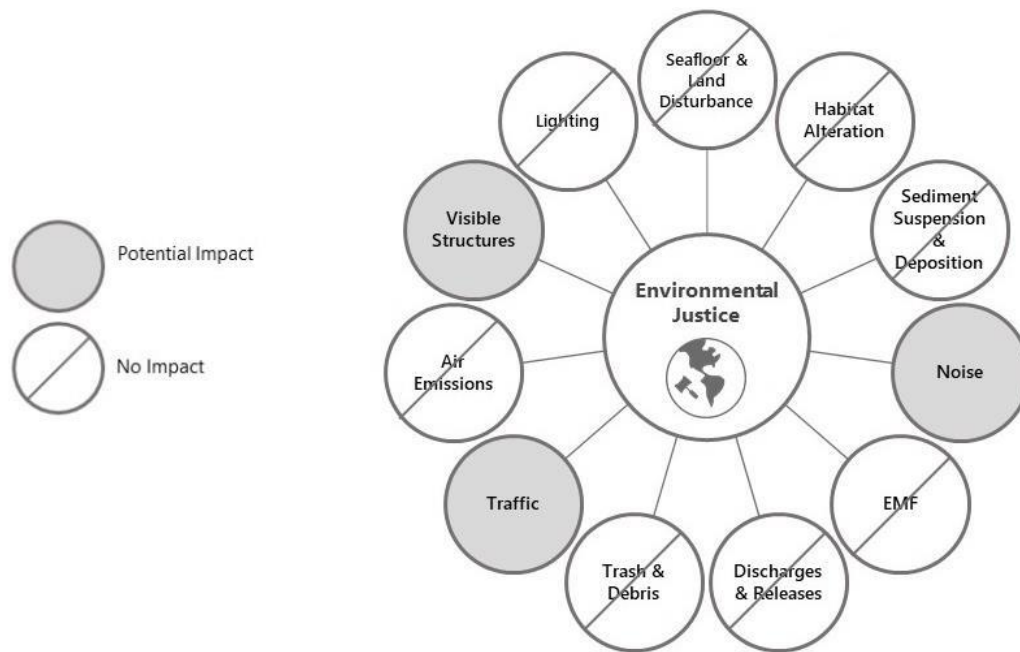 Seafloor &
Land
Disturbance
Habitat
Alteration
Sediment
Suspension
&
Deposition
Noise
EMF
Discharges
& Releases
Trash &
Debris
Traffic
Air
Emissions
Visible
Structures
Lighting
Environmental
Justice
Potential Impact
No Impact